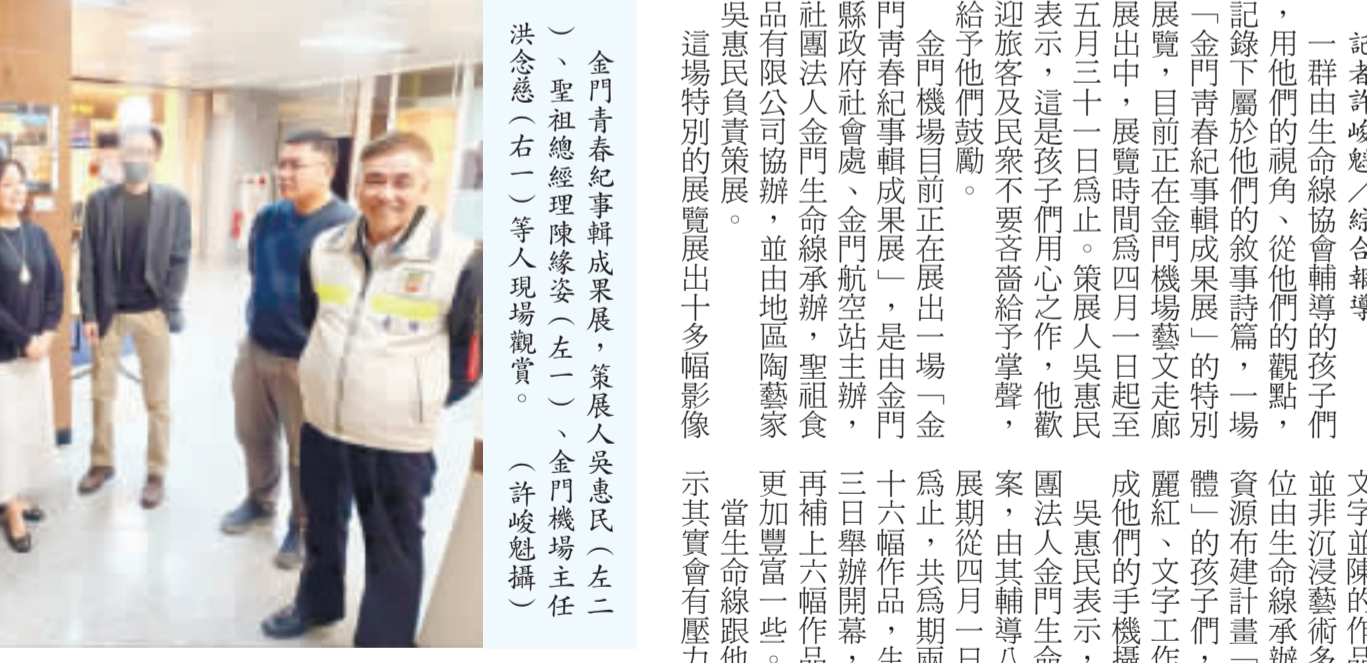 記者許峻魁／綜合報導
一群由生命線協會輔導的孩子們
，用他們的視角、從他們的觀點，
記錄下屬於他們的敘事詩篇，一場
「金門靑春紀事輯成果展」的特別
展覽，目前正在金門機場藝文走廊
展出中，展覽時間爲四月一日起至
五月三十一日爲止。策展人吳惠民
表示，這是孩子們用心之作，他歡
迎旅客及民衆不要吝嗇給予掌聲，
給予他們鼓勵。
金門機場目前正在展出一場「金
門靑春紀事輯成果展」，是由金門
縣政府社會處、金門航空站主辦，
社團法人金門生命線承辦，聖祖食
品有限公司協辦，並由地區陶藝家
吳惠民負責策展。
這場特別的展覽展出十多幅影像
文字並陳的作品
並非沉浸藝術多
位由生命線承辦
資源布建計畫「
體」的孩子們，
麗紅、文字工作
成他們的手機攝
吳惠民表示，
團法人金門生命
案，由其輔導八
展期從四月一日
爲止，共爲期兩
十六幅作品，生
三日舉辦開幕，
再補上六幅作品
更加豐富一些。
當生命線跟他
示其實會有壓力
金門青春紀事輯成果展，策展人吳惠民（左二
）、聖祖總經理陳緣姿（左一）、金門機場主任
洪念慈（右一）等人現場觀賞。　（許峻魁攝）